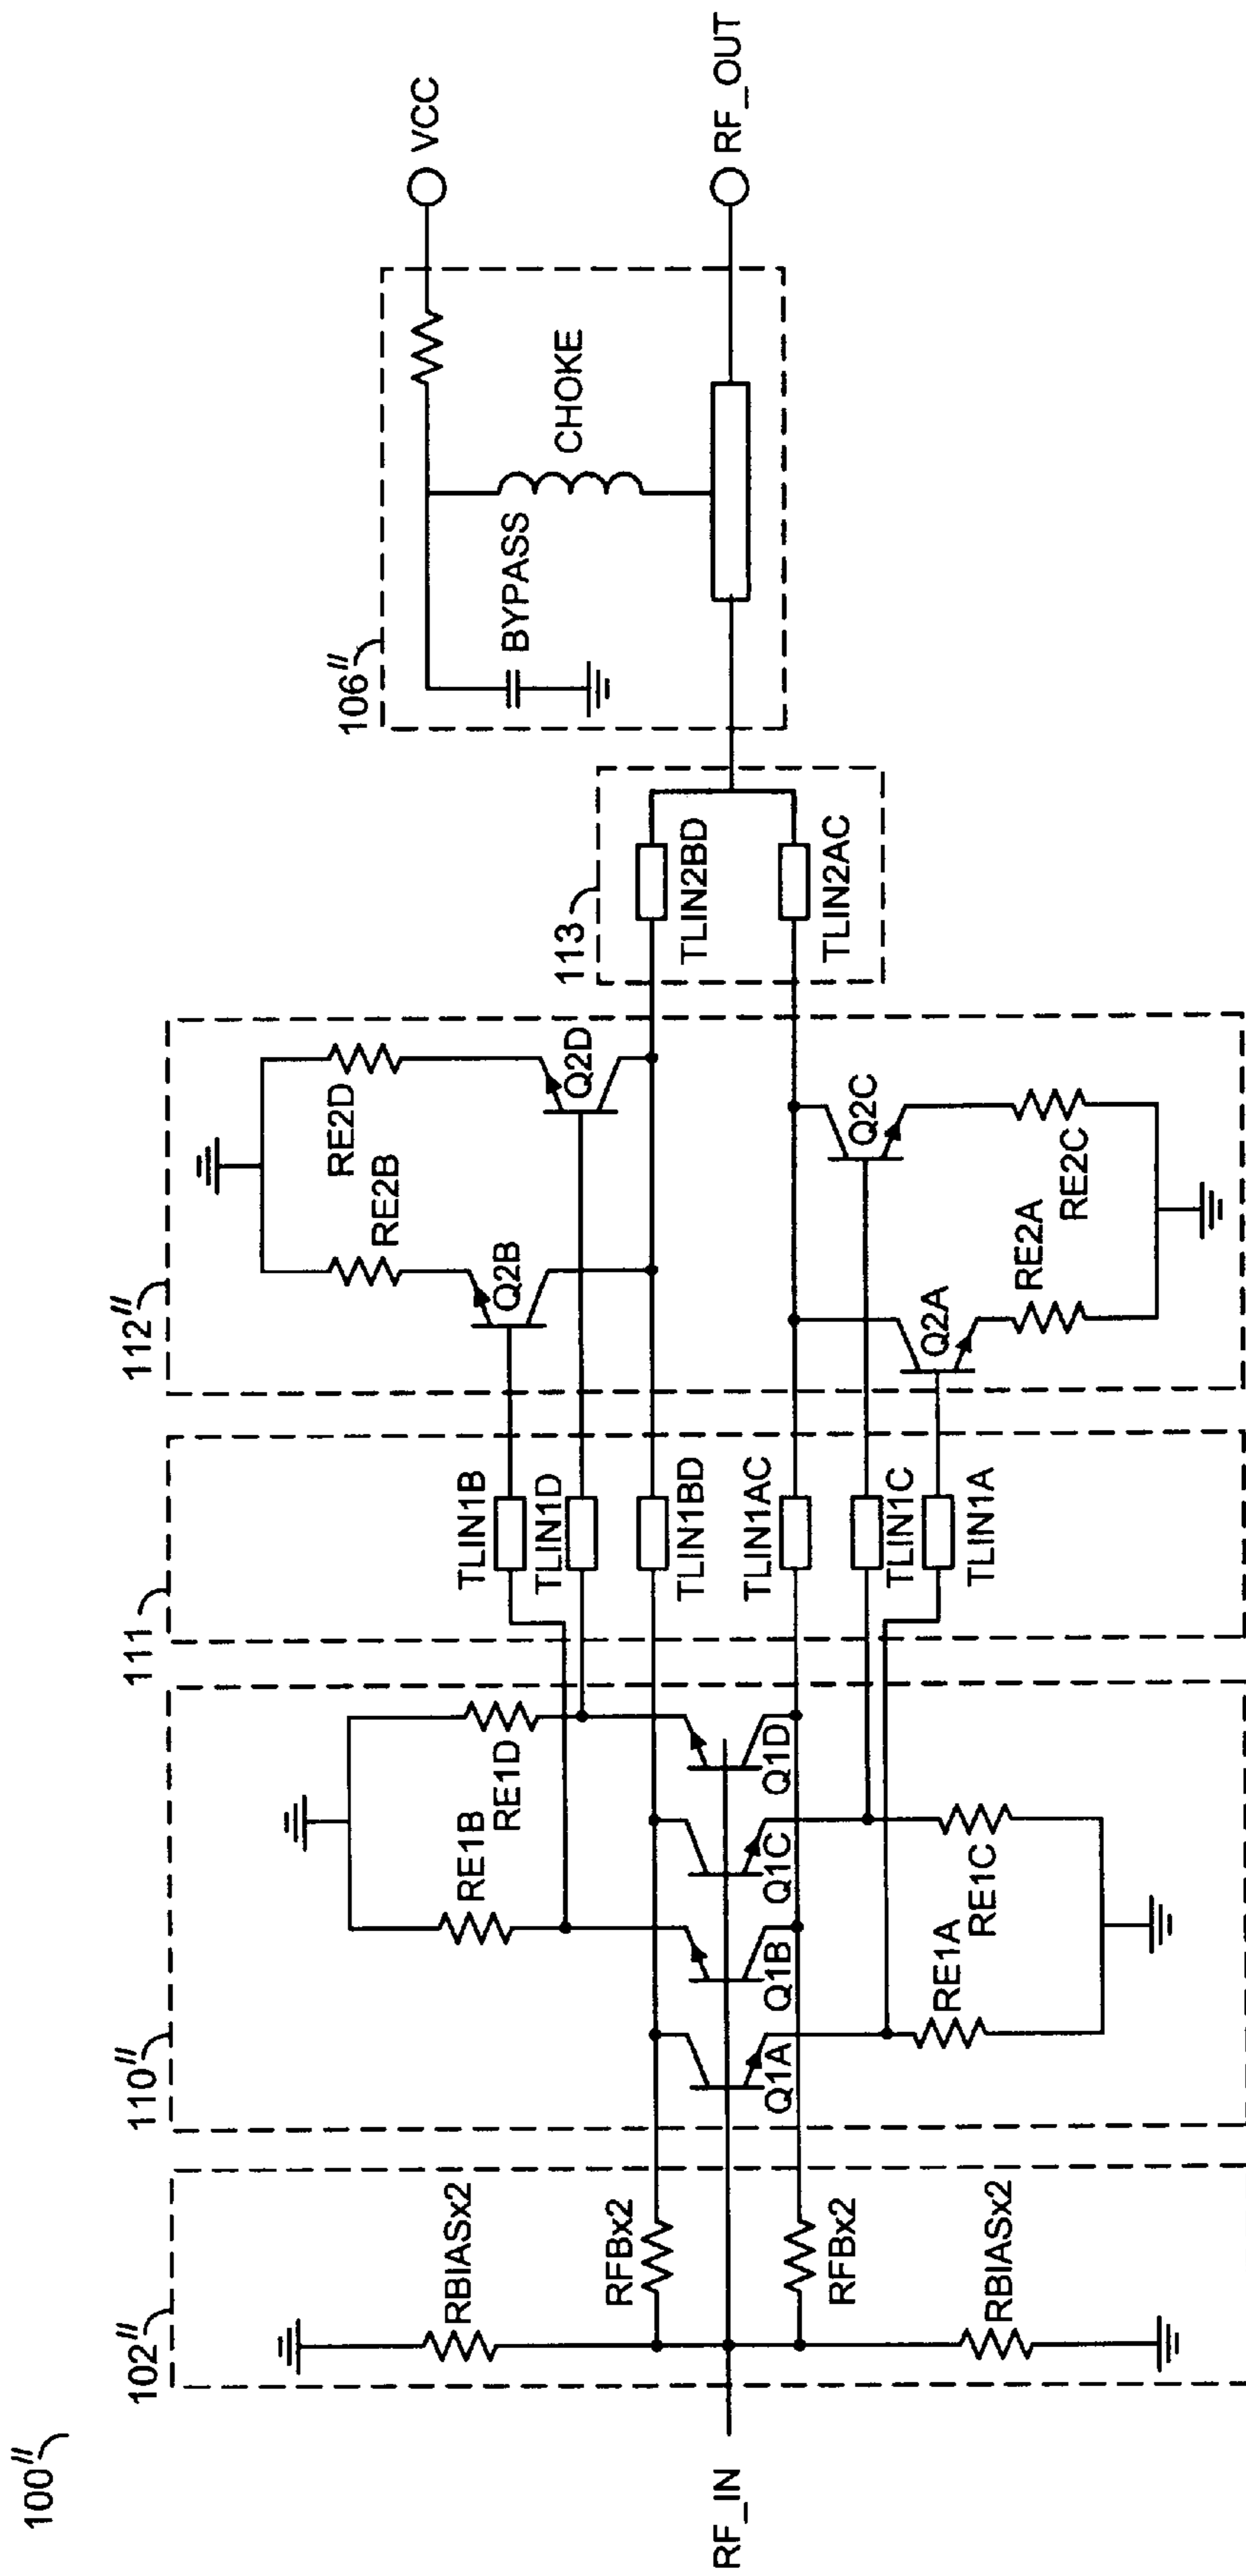 100"
102"
RF_IN
RBIASx2
RFBx2
RFBx2
RBIASx2
110"
RE1B
RE1D
Q1A
Q1B
Q1C
Q1D
RE1A
RE1C
111
TLIN1B
TLIN1D
TLIN1BD
TLIN1AC
TLIN1C
TLIN1A
112"
RE2B
RE2D
Q2B
Q2D
Q2A
Q2C
RE2A
RE2C
113
TLIN2BD
TLIN2AC
106"
BYPASS
CHOKE
VCC
RF_OUT